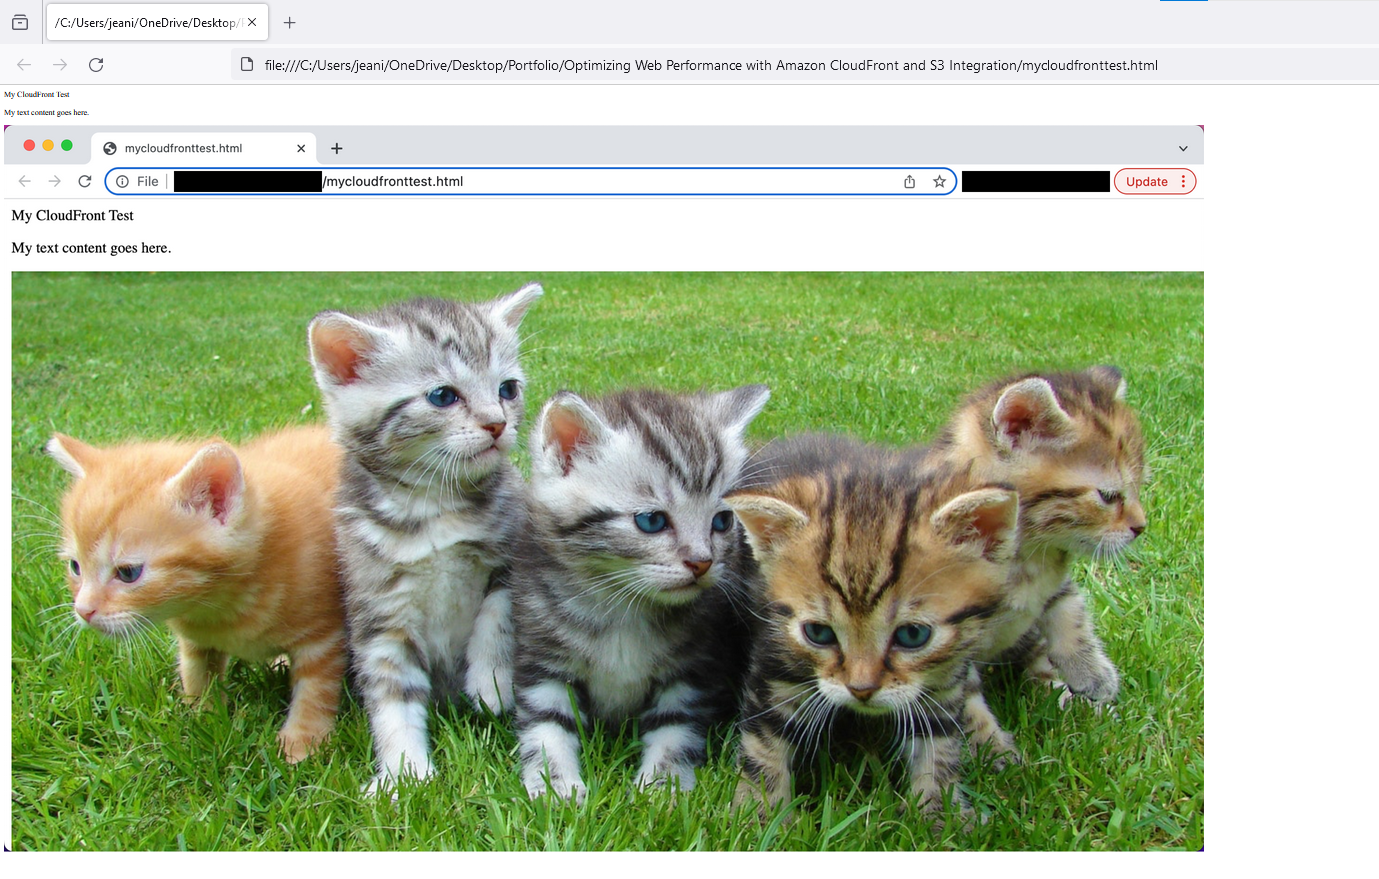 /C:/Users/jeani/OneDrive/Desktop/
file:///C:/Users/jeani/OneDrive/Desktop/Portfolio/Optimizing Web Performance with Amazon CloudFront and S3 Integration/mycloudfronttest.html
My CloudFront Test
My text content goes here.
mycloudfronttest.html
File /mycloudfronttest.html Update
My CloudFront Test
My text content goes here.